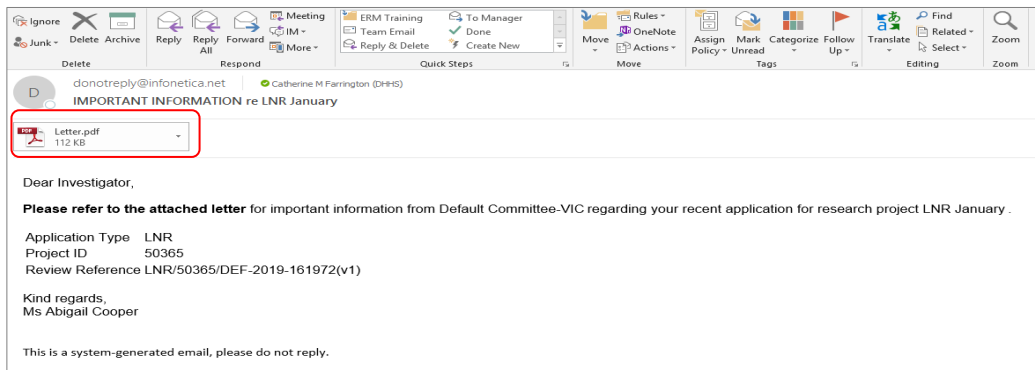 Ignore
Junk
Delete
Archive
Delete
Reply
Reply All
Forward
Meeting
IM
More
Respond
ERM Training
Team Email
Reply & Delete
To Manager
Done
Create New
Quick Steps
Move
Rules
OneNote
Actions
Move
Assign Policy
Mark Unread
Categorize
Follow Up
Tags
Translate
Find
Related
Select
Editing
Zoom
Zoom
D
donotreply@infonetica.net Catherine M Farrington (DHHS)
IMPORTANT INFORMATION re LNR January
PDF
Letter.pdf
112 KB
Dear Investigator,
Please refer to the attached letter for important information from Default Committee-VIC regarding your recent application for research project LNR January .
Application Type LNR
Project ID 50365
Review Reference LNR/50365/DEF-2019-161972(v1)
Kind regards,
Ms Abigail Cooper
This is a system-generated email, please do not reply.